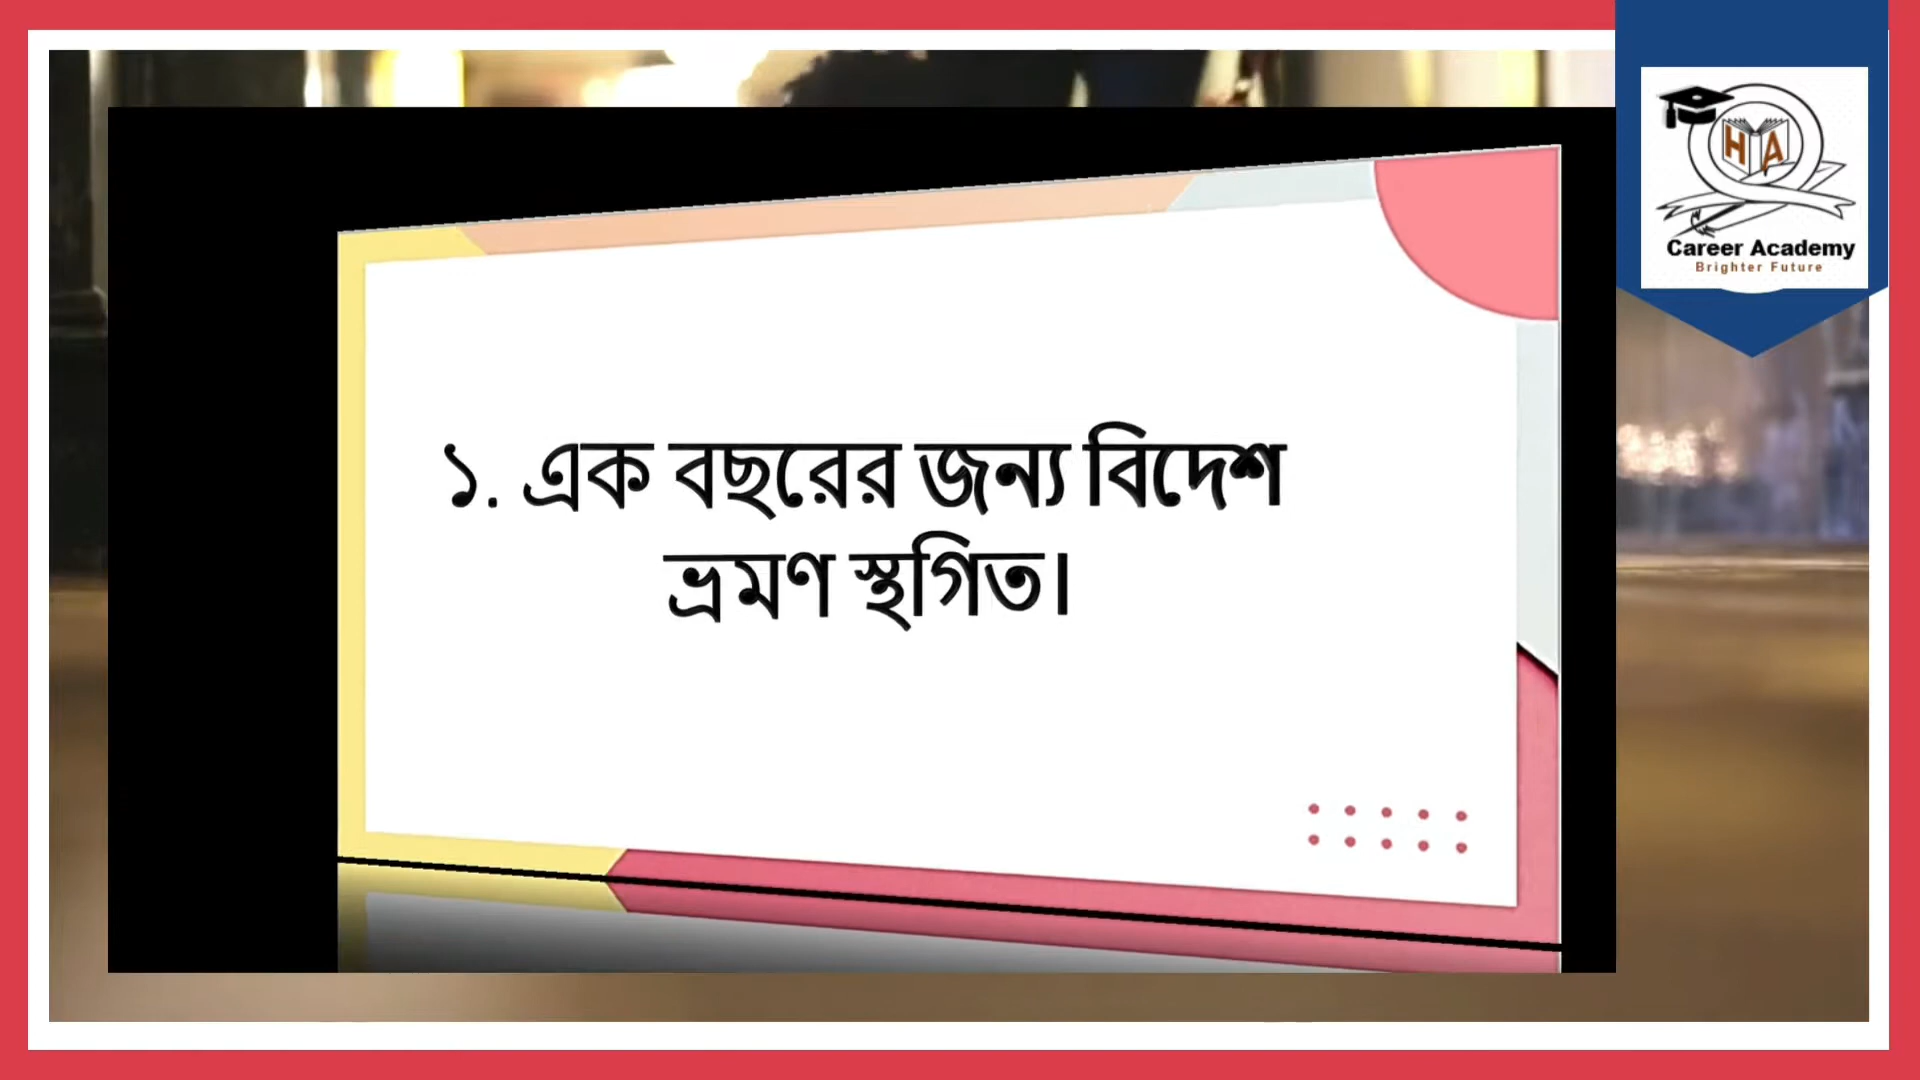 ১. এক বছরের জন্য বিদেশ
ভ্রমণ স্থগিত।
H A
Career Academy
Brighter Future